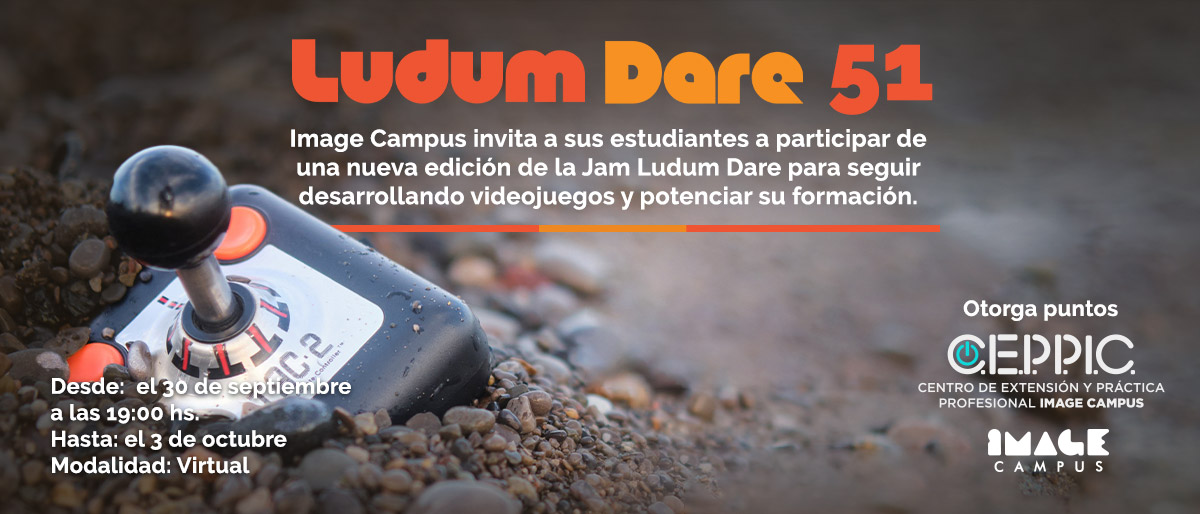 Ludum Dare 51
Image Campus invita a sus estudiantes a participar de
una nueva edición de la Jam Ludum Dare para seguir
desarrollando videojuegos y potenciar su formación.
Desde: el 30 de septiembre
a las 19:00 hs.
Hasta: el 3 de octubre
Modalidad: Virtual
Otorga puntos
C.E.P.P.I.C.
CENTRO DE EXTENSIÓN Y PRÁCTICA
PROFESIONAL IMAGE CAMPUS
IMAGE
CAMPUS